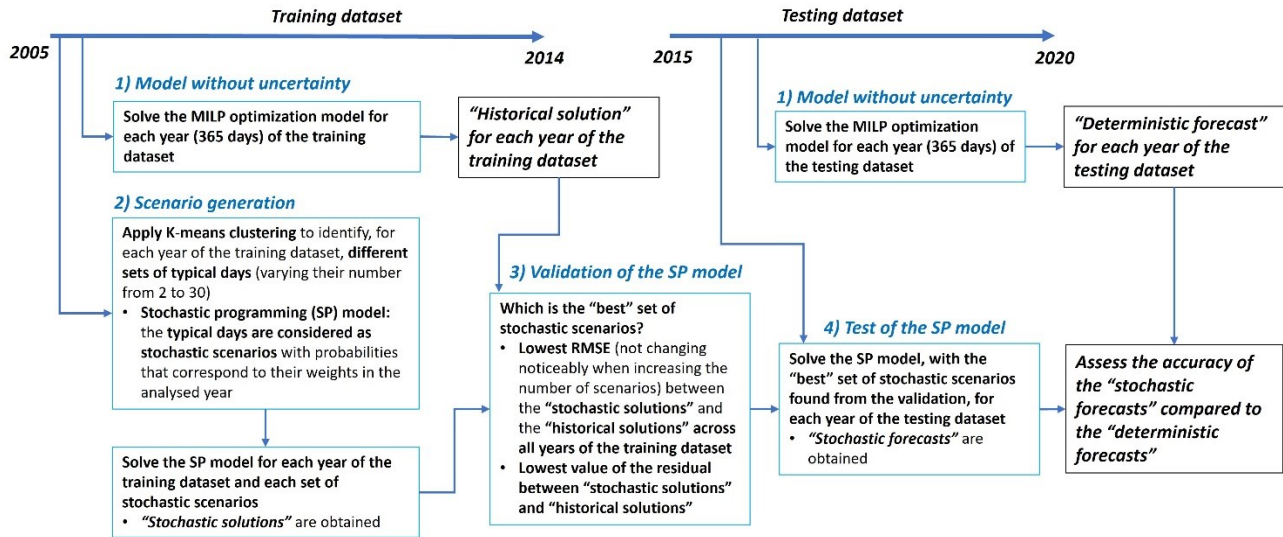 Training dataset
2005
2014
1) Model without uncertainty
Solve the MILP optimization model for
each year (365 days) of the training
dataset
“Historical solution”
for each year of the
training dataset
2) Scenario generation
Apply K-means clustering to identify, for
each year of the training dataset, different
sets of typical days (varying their number
from 2 to 30)
• Stochastic programming (SP) model:
the typical days are considered as
stochastic scenarios with probabilities
that correspond to their weights in the
analysed year
Solve the SP model for each year of the
training dataset and each set of
stochastic scenarios
• “Stochastic solutions” are obtained
3) Validation of the SP model
Which is the “best” set of
stochastic scenarios?
• Lowest RMSE (not changing
noticeably when increasing the
number of scenarios) between
the “stochastic solutions” and
the “historical solutions” across
all years of the training dataset
• Lowest value of the residual
between “stochastic solutions”
and “historical solutions”
Testing dataset
2015
2020
1) Model without uncertainty
Solve the MILP optimization
model for each year (365 days) of
the testing dataset
“Deterministic forecast”
for each year of the
testing dataset
4) Test of the SP model
Solve the SP model, with the
“best” set of stochastic scenarios
found from the validation, for
each year of the testing dataset
• “Stochastic forecasts” are
obtained
Assess the accuracy of
the “stochastic
forecasts” compared to
the “deterministic
forecasts”